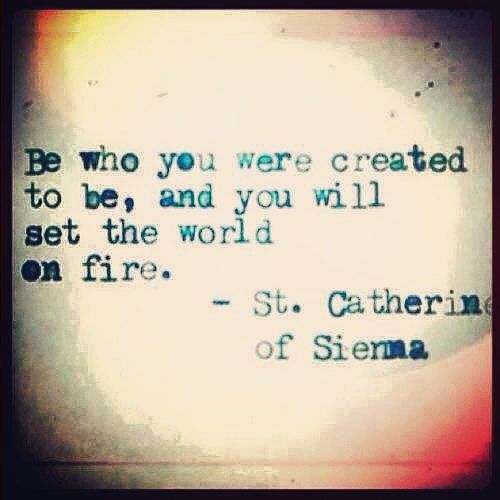 Be who you were created
to be, and you will
set the world
on fire.
- St. Catherine
of Sienna